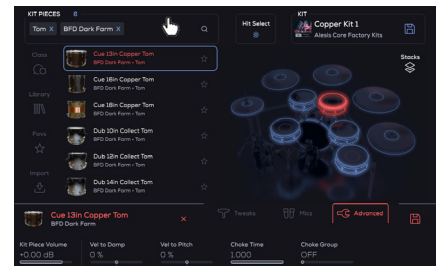 KIT PIECES 6
Tom X BFD Dark Farm X
Hit Select
KIT
Copper Kit 1
Alesis Core Factory Kits
Class
Library
Favs
Import
Cue 13in Copper Tom
BFD Dark Farm - Tom
Cue 16in Copper Tom
BFD Dark Farm - Tom
Cue 18in Copper Tom
BFD Dark Farm - Tom
Dub 10in Collect Tom
BFD Dark Farm - Tom
Dub 12in Collect Tom
BFD Dark Farm - Tom
Dub 14in Collect Tom
BFD Dark Farm - Tom
Stacks
Cue 13in Copper Tom X
BFD Dark Farm
Tweaks Mics Advanced
Kit Piece Volume Vel to Damp Vel to Pitch Choke Time Choke Group
+0.00 dB 0 % 0 % 1.000 OFF